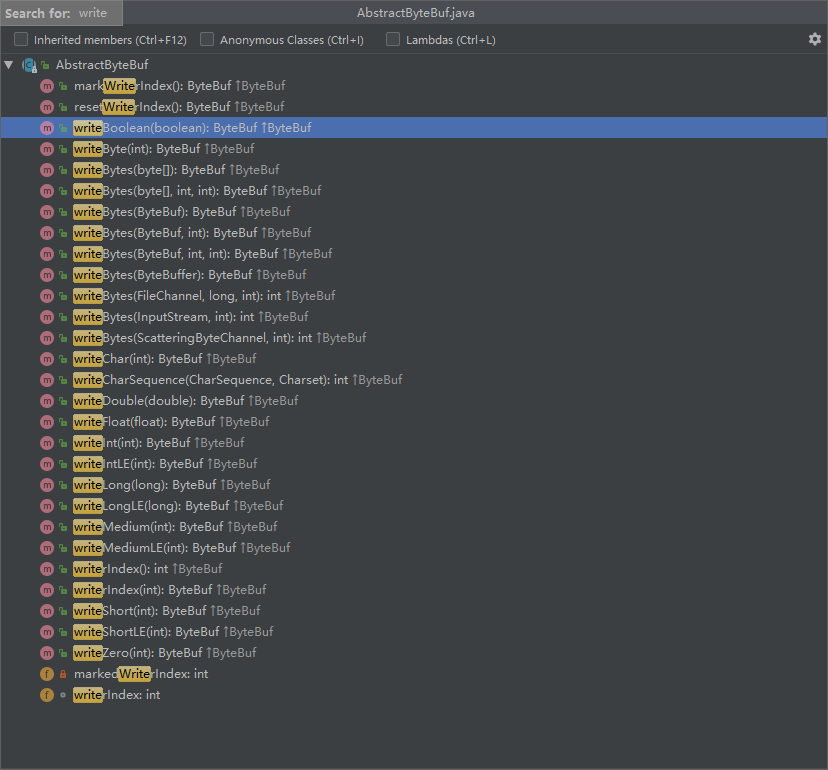 Search for: write AbstractByteBuf.java
Inherited members (Ctrl+F12) Anonymous Classes (Ctrl+I) Lambdas (Ctrl+L)
AbstractByteBuf
m markWriterIndex(): ByteBuf ↑ByteBuf
m resetWriterIndex(): ByteBuf ↑ByteBuf
m writeBoolean(boolean): ByteBuf ↑ByteBuf
m writeByte(int): ByteBuf ↑ByteBuf
m writeBytes(byte[]): ByteBuf ↑ByteBuf
m writeBytes(byte[], int, int): ByteBuf ↑ByteBuf
m writeBytes(ByteBuf): ByteBuf ↑ByteBuf
m writeBytes(ByteBuf, int): ByteBuf ↑ByteBuf
m writeBytes(ByteBuf, int, int): ByteBuf ↑ByteBuf
m writeBytes(ByteBuffer): ByteBuf ↑ByteBuf
m writeBytes(FileChannel, long, int): int ↑ByteBuf
m writeBytes(InputStream, int): int ↑ByteBuf
m writeBytes(ScatteringByteChannel, int): int ↑ByteBuf
m writeChar(int): ByteBuf ↑ByteBuf
m writeCharSequence(CharSequence, Charset): int ↑ByteBuf
m writeDouble(double): ByteBuf ↑ByteBuf
m writeFloat(float): ByteBuf ↑ByteBuf
m writeInt(int): ByteBuf ↑ByteBuf
m writeIntLE(int): ByteBuf ↑ByteBuf
m writeLong(long): ByteBuf ↑ByteBuf
m writeLongLE(long): ByteBuf ↑ByteBuf
m writeMedium(int): ByteBuf ↑ByteBuf
m writeMediumLE(int): ByteBuf ↑ByteBuf
m writerIndex(): int ↑ByteBuf
m writerIndex(int): ByteBuf ↑ByteBuf
m writeShort(int): ByteBuf ↑ByteBuf
m writeShortLE(int): ByteBuf ↑ByteBuf
m writeZero(int): ByteBuf ↑ByteBuf
f markedWriterIndex: int
f writerIndex: int